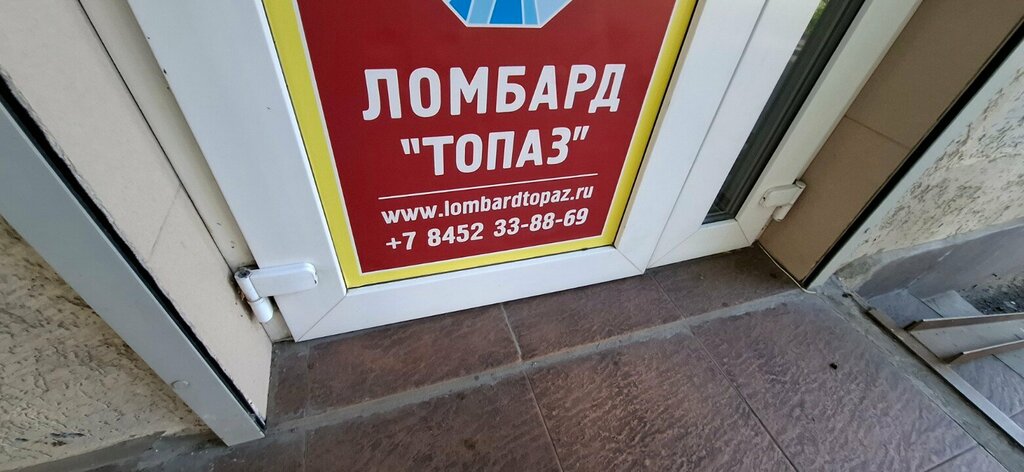 ЛОМБАРД
"ТОПАЗ"
www.lombardtopaz.ru
+7 8452 33-88-69